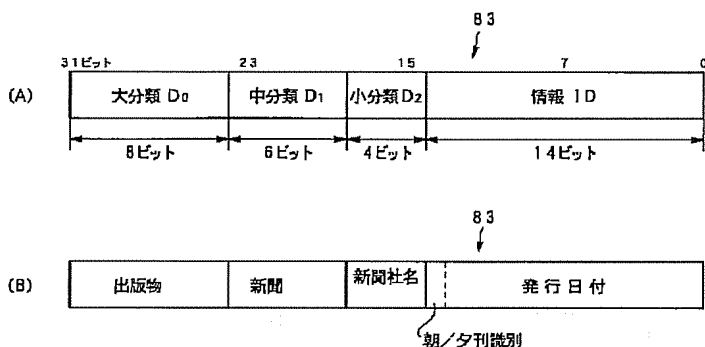 83
31ビット 23 15 7 0
(A) 大分類 D0 中分類 D1 小分類D2 情報 ID
8ビット 6ビット 4ビット 14ビット
83
(B) 出版物 新聞 新聞社名 発行日付
朝/夕刊識別